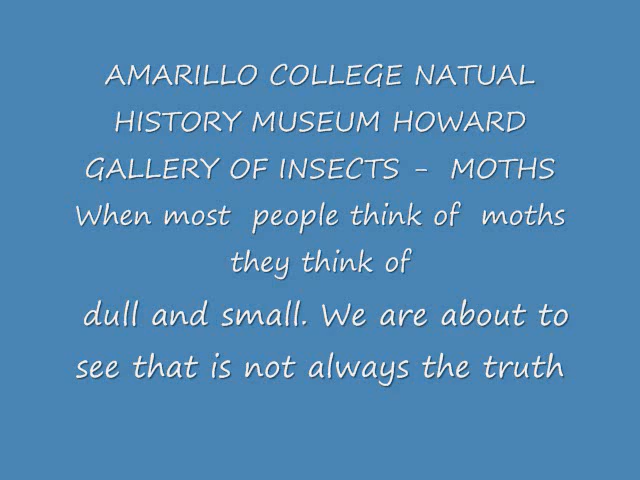 AMARILLO COLLEGE NATUAL
HISTORY MUSEUM HOWARD
GALLERY OF INSECTS - MOTHS
When most people think of moths
they think of
dull and small. We are about to
see that is not always the truth